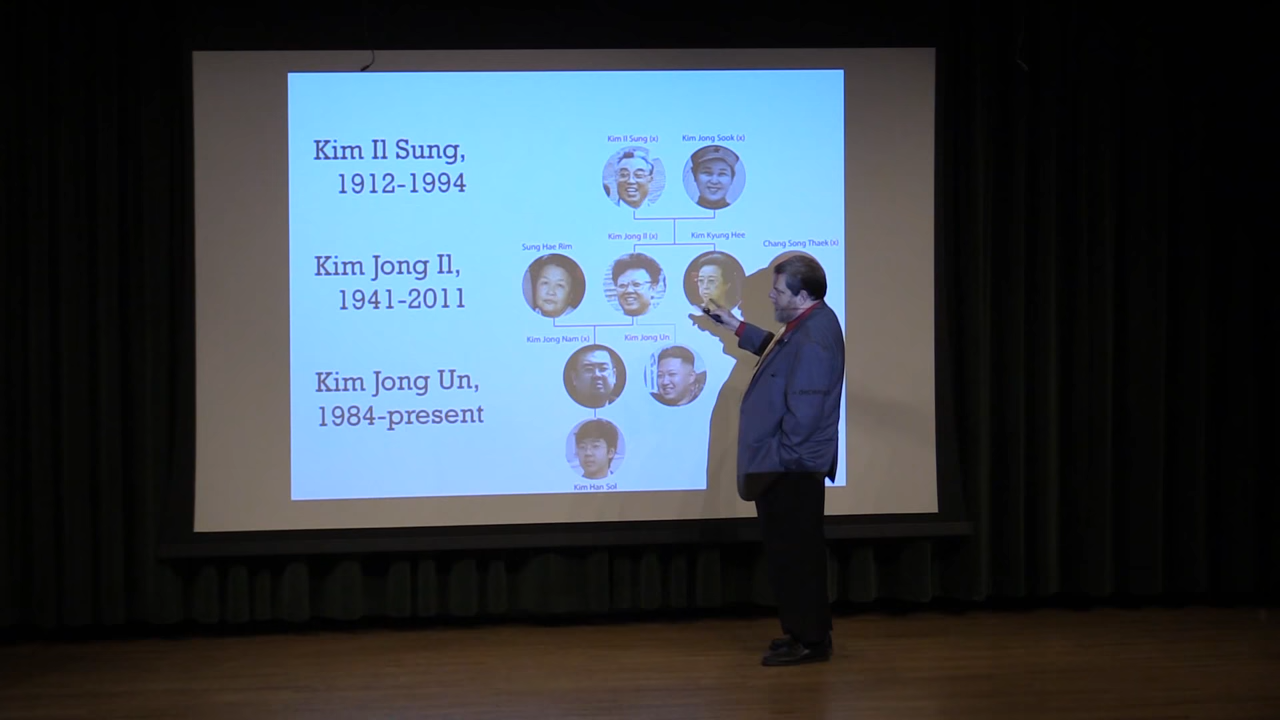 Kim Il Sung,
1912-1994
Kim Jong Il,
1941-2011
Kim Jong Un,
1984-present
Kim Il Sung (x)
Kim Jong Sook (x)
Sung Hae Rim
Kim Jong Il (x)
Kim Kyung Hee
Chang Song Thaek (x)
Kim Jong Nam (x)
Kim Jong Un
Kim Han Sol